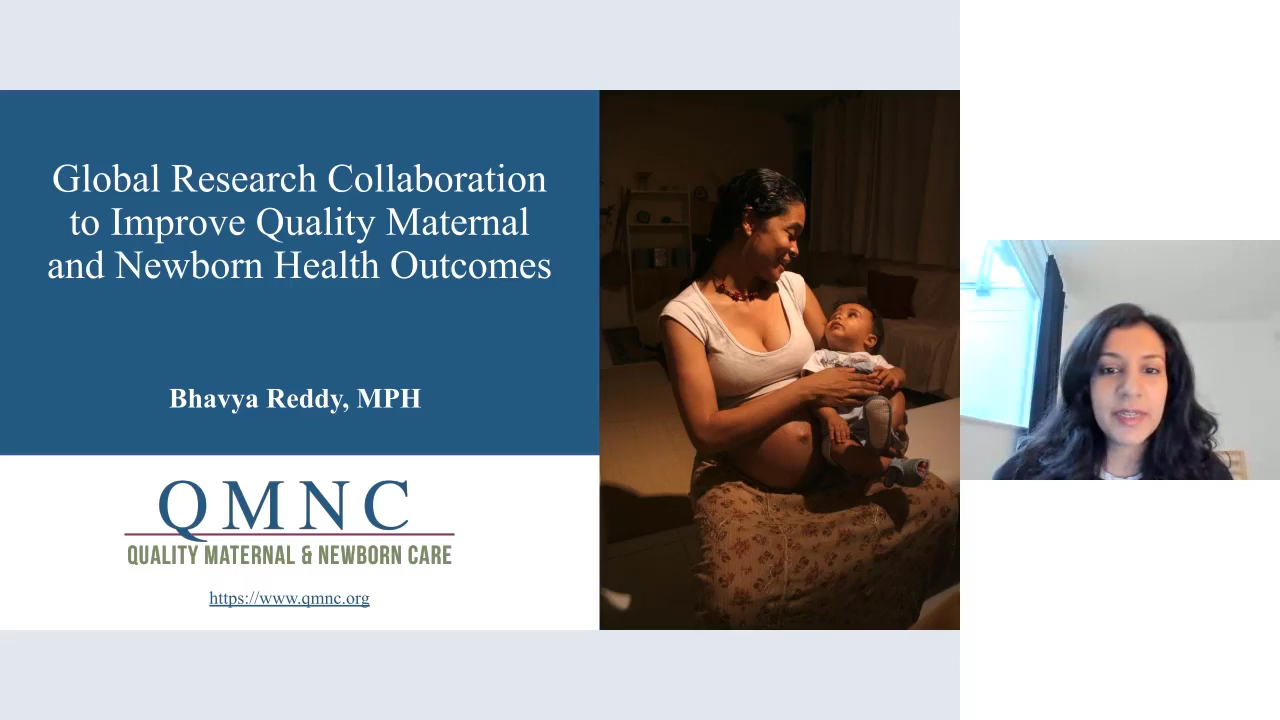 Global Research Collaboration
to Improve Quality Maternal
and Newborn Health Outcomes
Bhavya Reddy, MPH
QMNC
QUALITY MATERNAL & NEWBORN CARE
https://www.qmnc.org